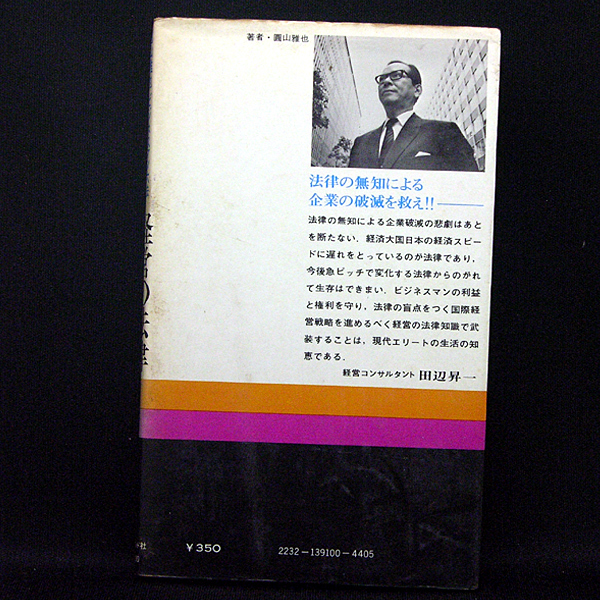 著者・圓山雅也
法律の無知による
企業の破滅を救え!!――
法律の無知による企業破滅の悲劇はあと
を断たない．経済大国日本の経済スピー
ドに遅れをとっているのが法律であり，
今後急ピッチで変化する法律からのがれ
て生存はできまい．ビジネスマンの利益
と権利を守り，法律の盲点をつく国際経
営戦略を進めるべく経営の法律知識で武
装することは，現代エリートの生活の知
恵である．
経営コンサルタント 田辺昇一
￥350
2232－139100－4405